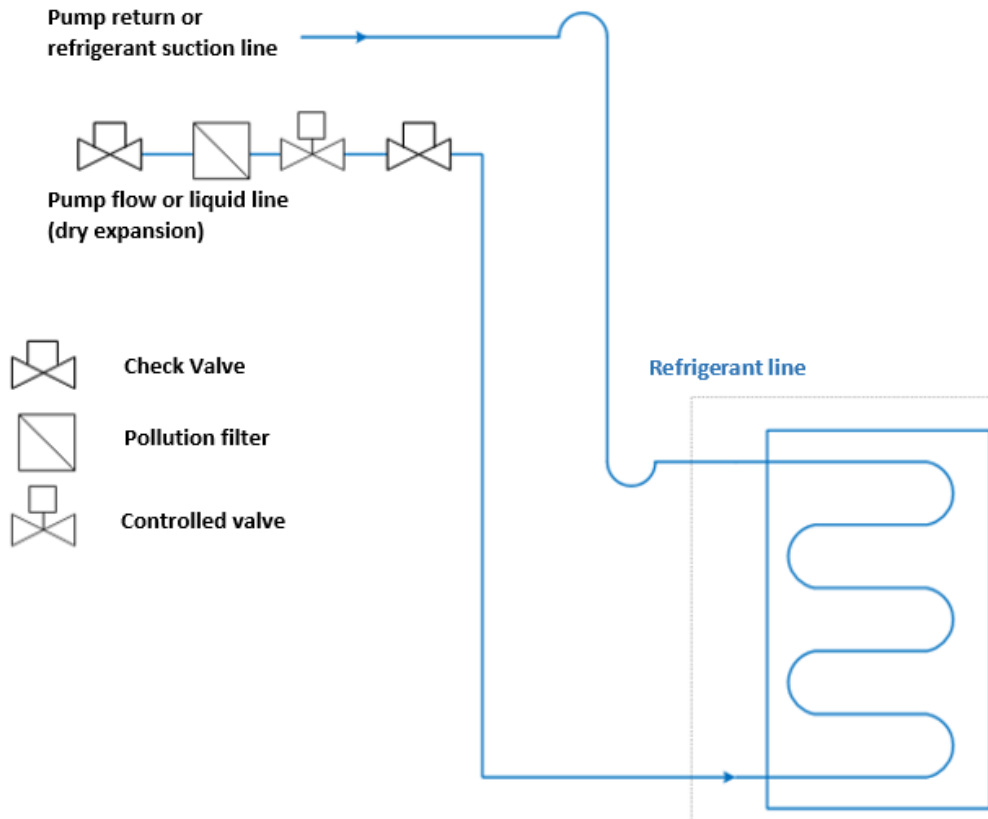 Pump return or
refrigerant suction line
Pump flow or liquid line
(dry expansion)
Check Valve
Refrigerant line
Pollution filter
Controlled valve